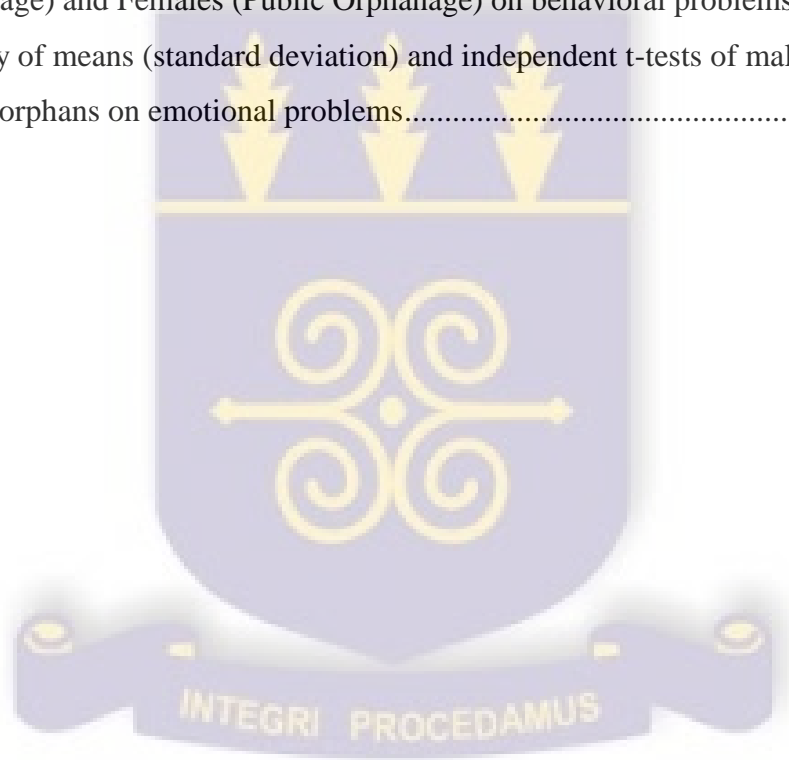 age) and Females (Public Orphanage) on behavioral problems
y of means (standard deviation) and independent t-tests of mal
orphans on emotional problems.............................................
INTEGRI PROCEDAMUS